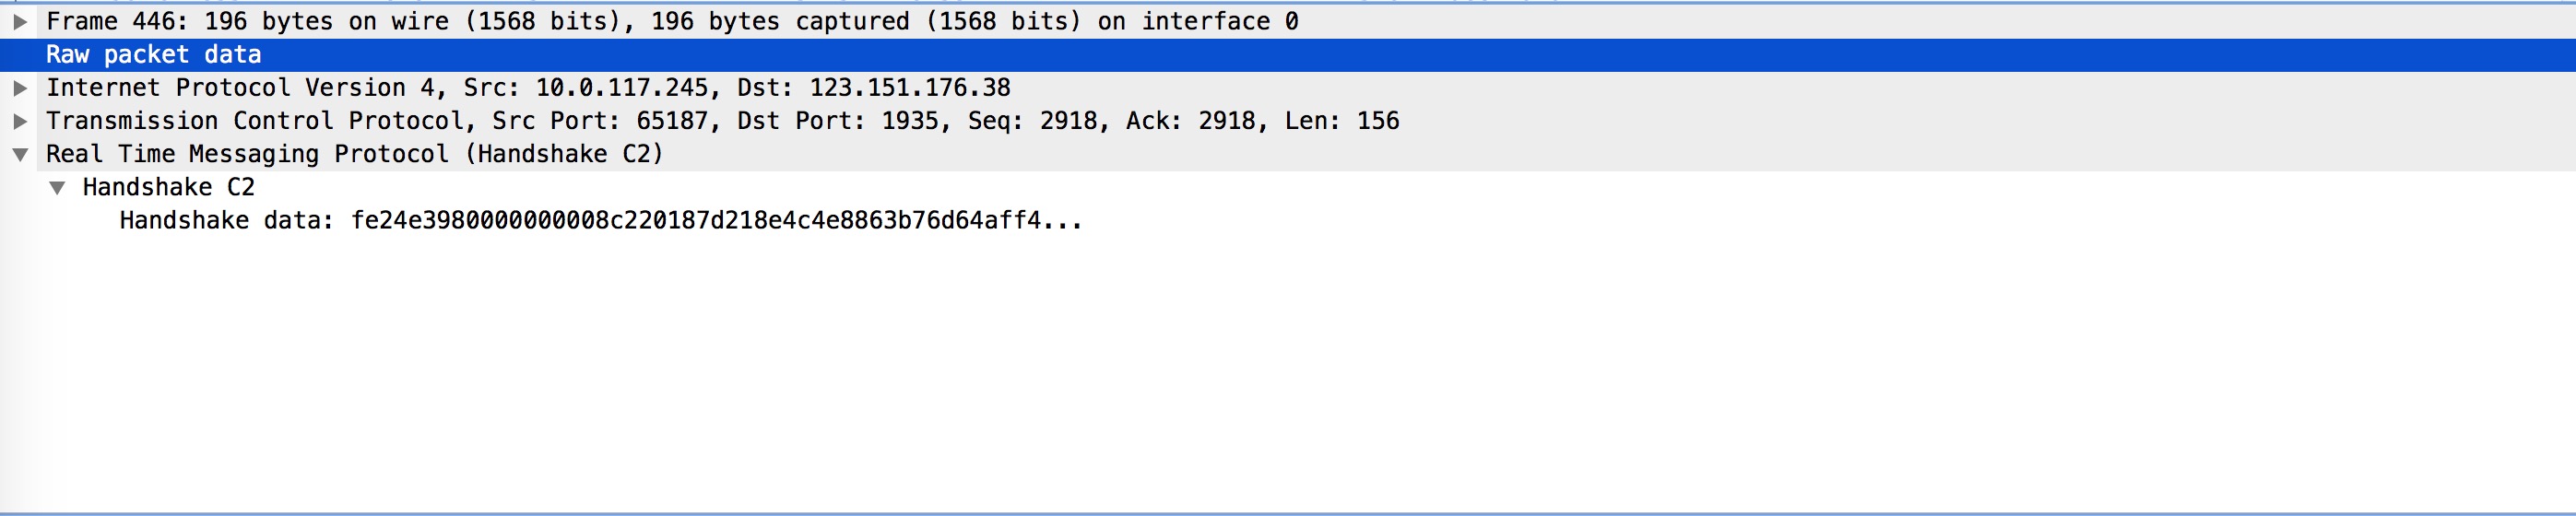 Frame 446: 196 bytes on wire (1568 bits), 196 bytes captured (1568 bits) on interface 0
Raw packet data
Internet Protocol Version 4, Src: 10.0.117.245, Dst: 123.151.176.38
Transmission Control Protocol, Src Port: 65187, Dst Port: 1935, Seq: 2918, Ack: 2918, Len: 156
Real Time Messaging Protocol (Handshake C2)
Handshake C2
Handshake data: fe24e3980000000008c220187d218e4c4e8863b76d64aff4...